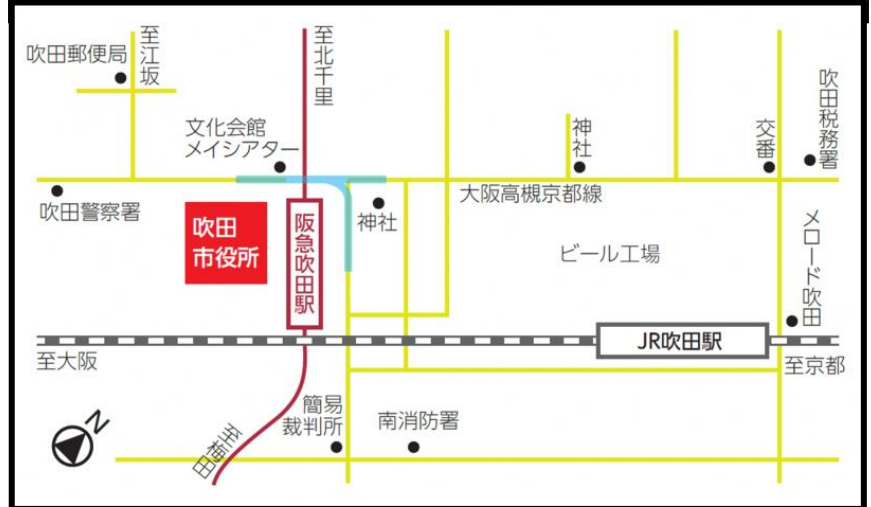 至江坂
吹田郵便局
至北千里
文化会館
メイシアター
神社
交番
吹田税務署
吹田警察署
大阪高槻京都線
神社
吹田
市役所
阪急吹田駅
ビール工場
メロード吹田
JR吹田駅
至大阪
至京都
簡易
裁判所
南消防署
至梅田
N